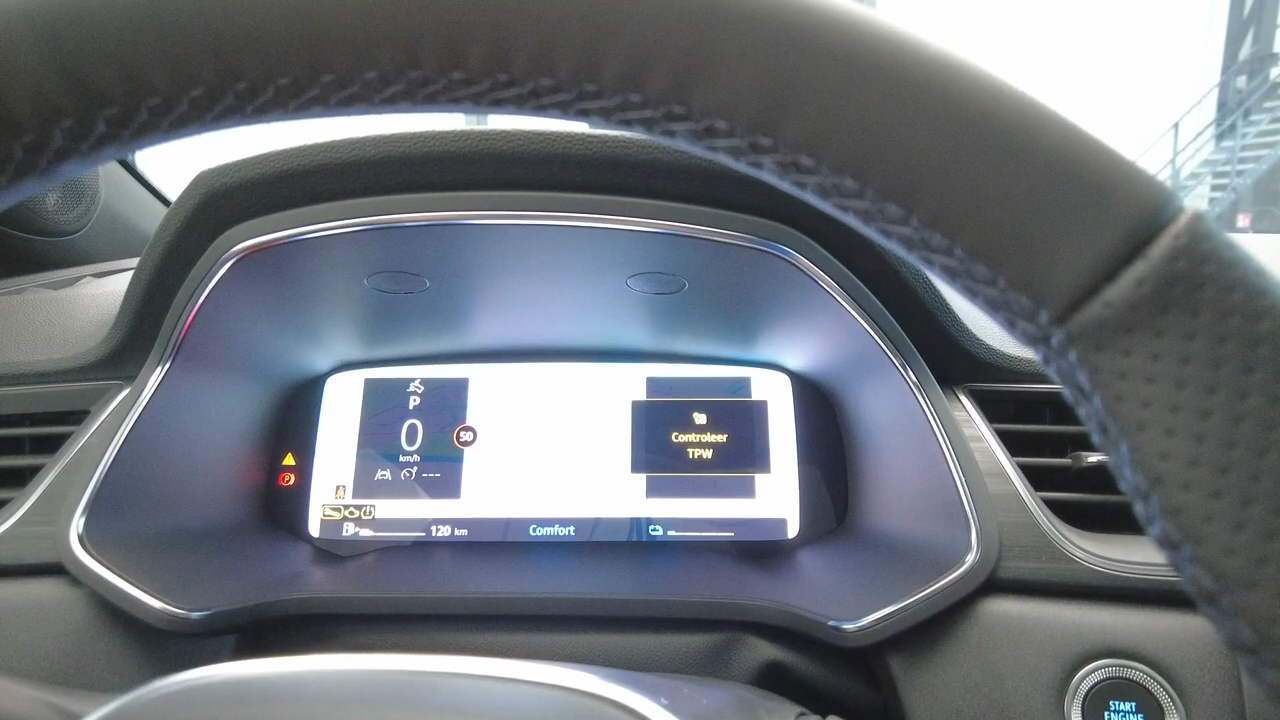 P
0
km/h
50
---
Controleer
TPW
120 km
Comfort
START
ENGINE